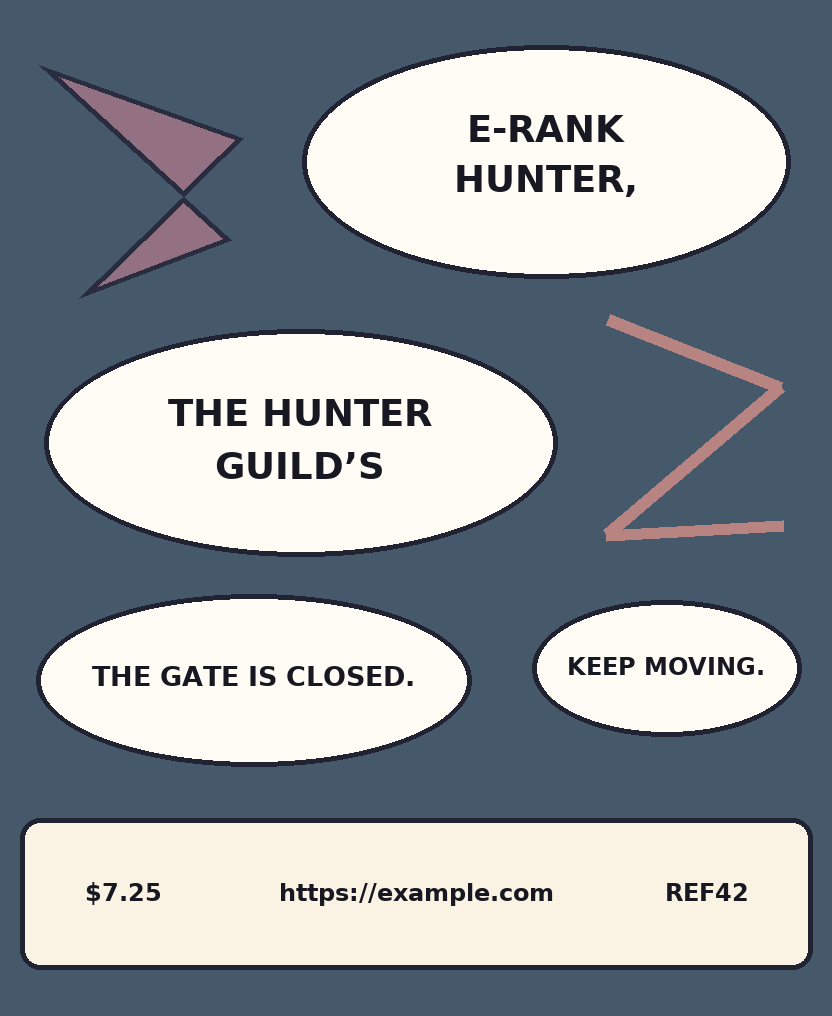 E-RANK
HUNTER,
THE HUNTER
GUILD’S
THE GATE IS CLOSED.
KEEP MOVING.
$7.25 https://example.com REF42